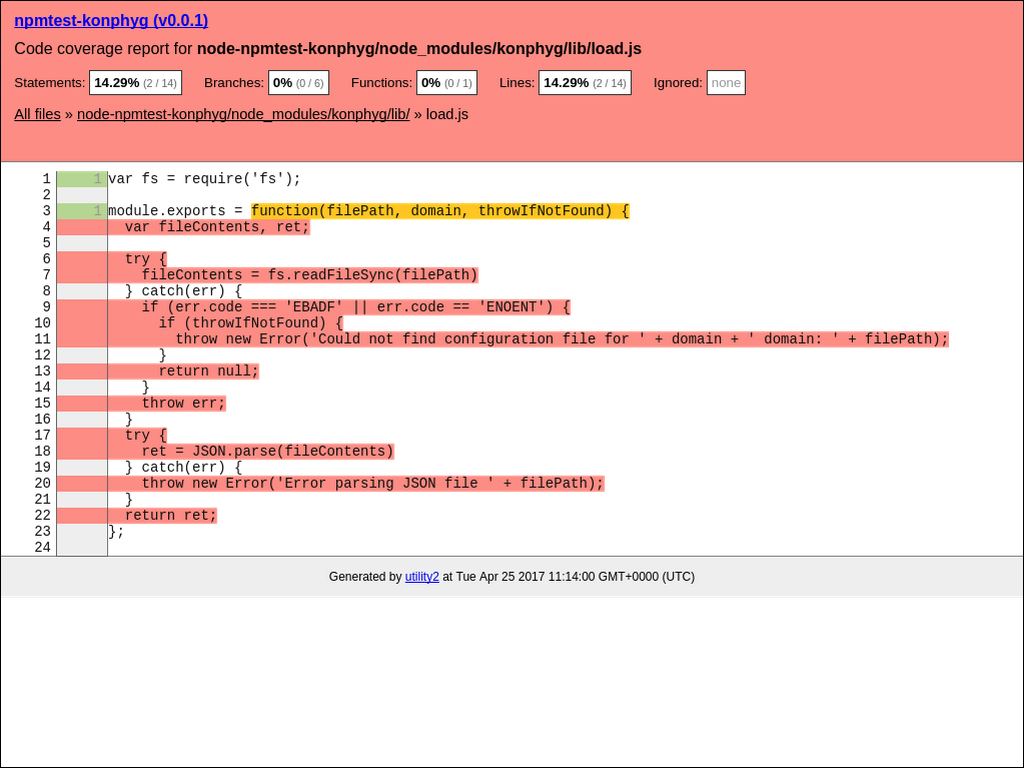 npmtest-konphyg (v0.0.1)
Code coverage report for node-npmtest-konphyg/node_modules/konphyg/lib/load.js
Statements: 14.29% (2 / 14) Branches: 0% (0 / 6) Functions: 0% (0 / 1) Lines: 14.29% (2 / 14) Ignored: none
All files » node-npmtest-konphyg/node_modules/konphyg/lib/ » load.js
1 1 var fs = require('fs');
2
3 1 module.exports = function(filePath, domain, throwIfNotFound) {
4   var fileContents, ret;
5
6   try {
7     fileContents = fs.readFileSync(filePath)
8   } catch(err) {
9     if (err.code === 'EBADF' || err.code == 'ENOENT') {
10       if (throwIfNotFound) {
11         throw new Error('Could not find configuration file for ' + domain + ' domain: ' + filePath);
12       }
13       return null;
14     }
15     throw err;
16   }
17   try {
18     ret = JSON.parse(fileContents)
19   } catch(err) {
20     throw new Error('Error parsing JSON file ' + filePath);
21   }
22   return ret;
23 };
24
Generated by utility2 at Tue Apr 25 2017 11:14:00 GMT+0000 (UTC)